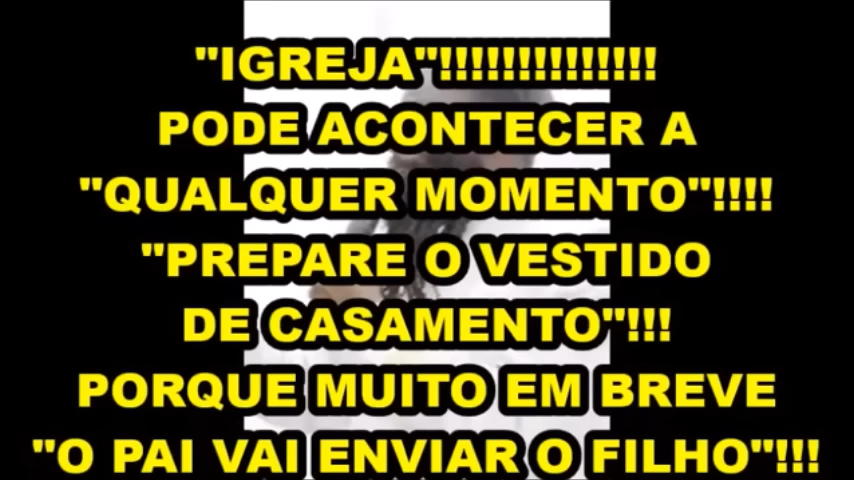 "IGREJA"!!!!!!!!!!!!!!!
PODE ACONTECER A
"QUALQUER MOMENTO"!!!!
"PREPARE O VESTIDO
DE CASAMENTO"!!!
PORQUE MUITO EM BREVE
"O PAI VAI ENVIAR O FILHO"!!!